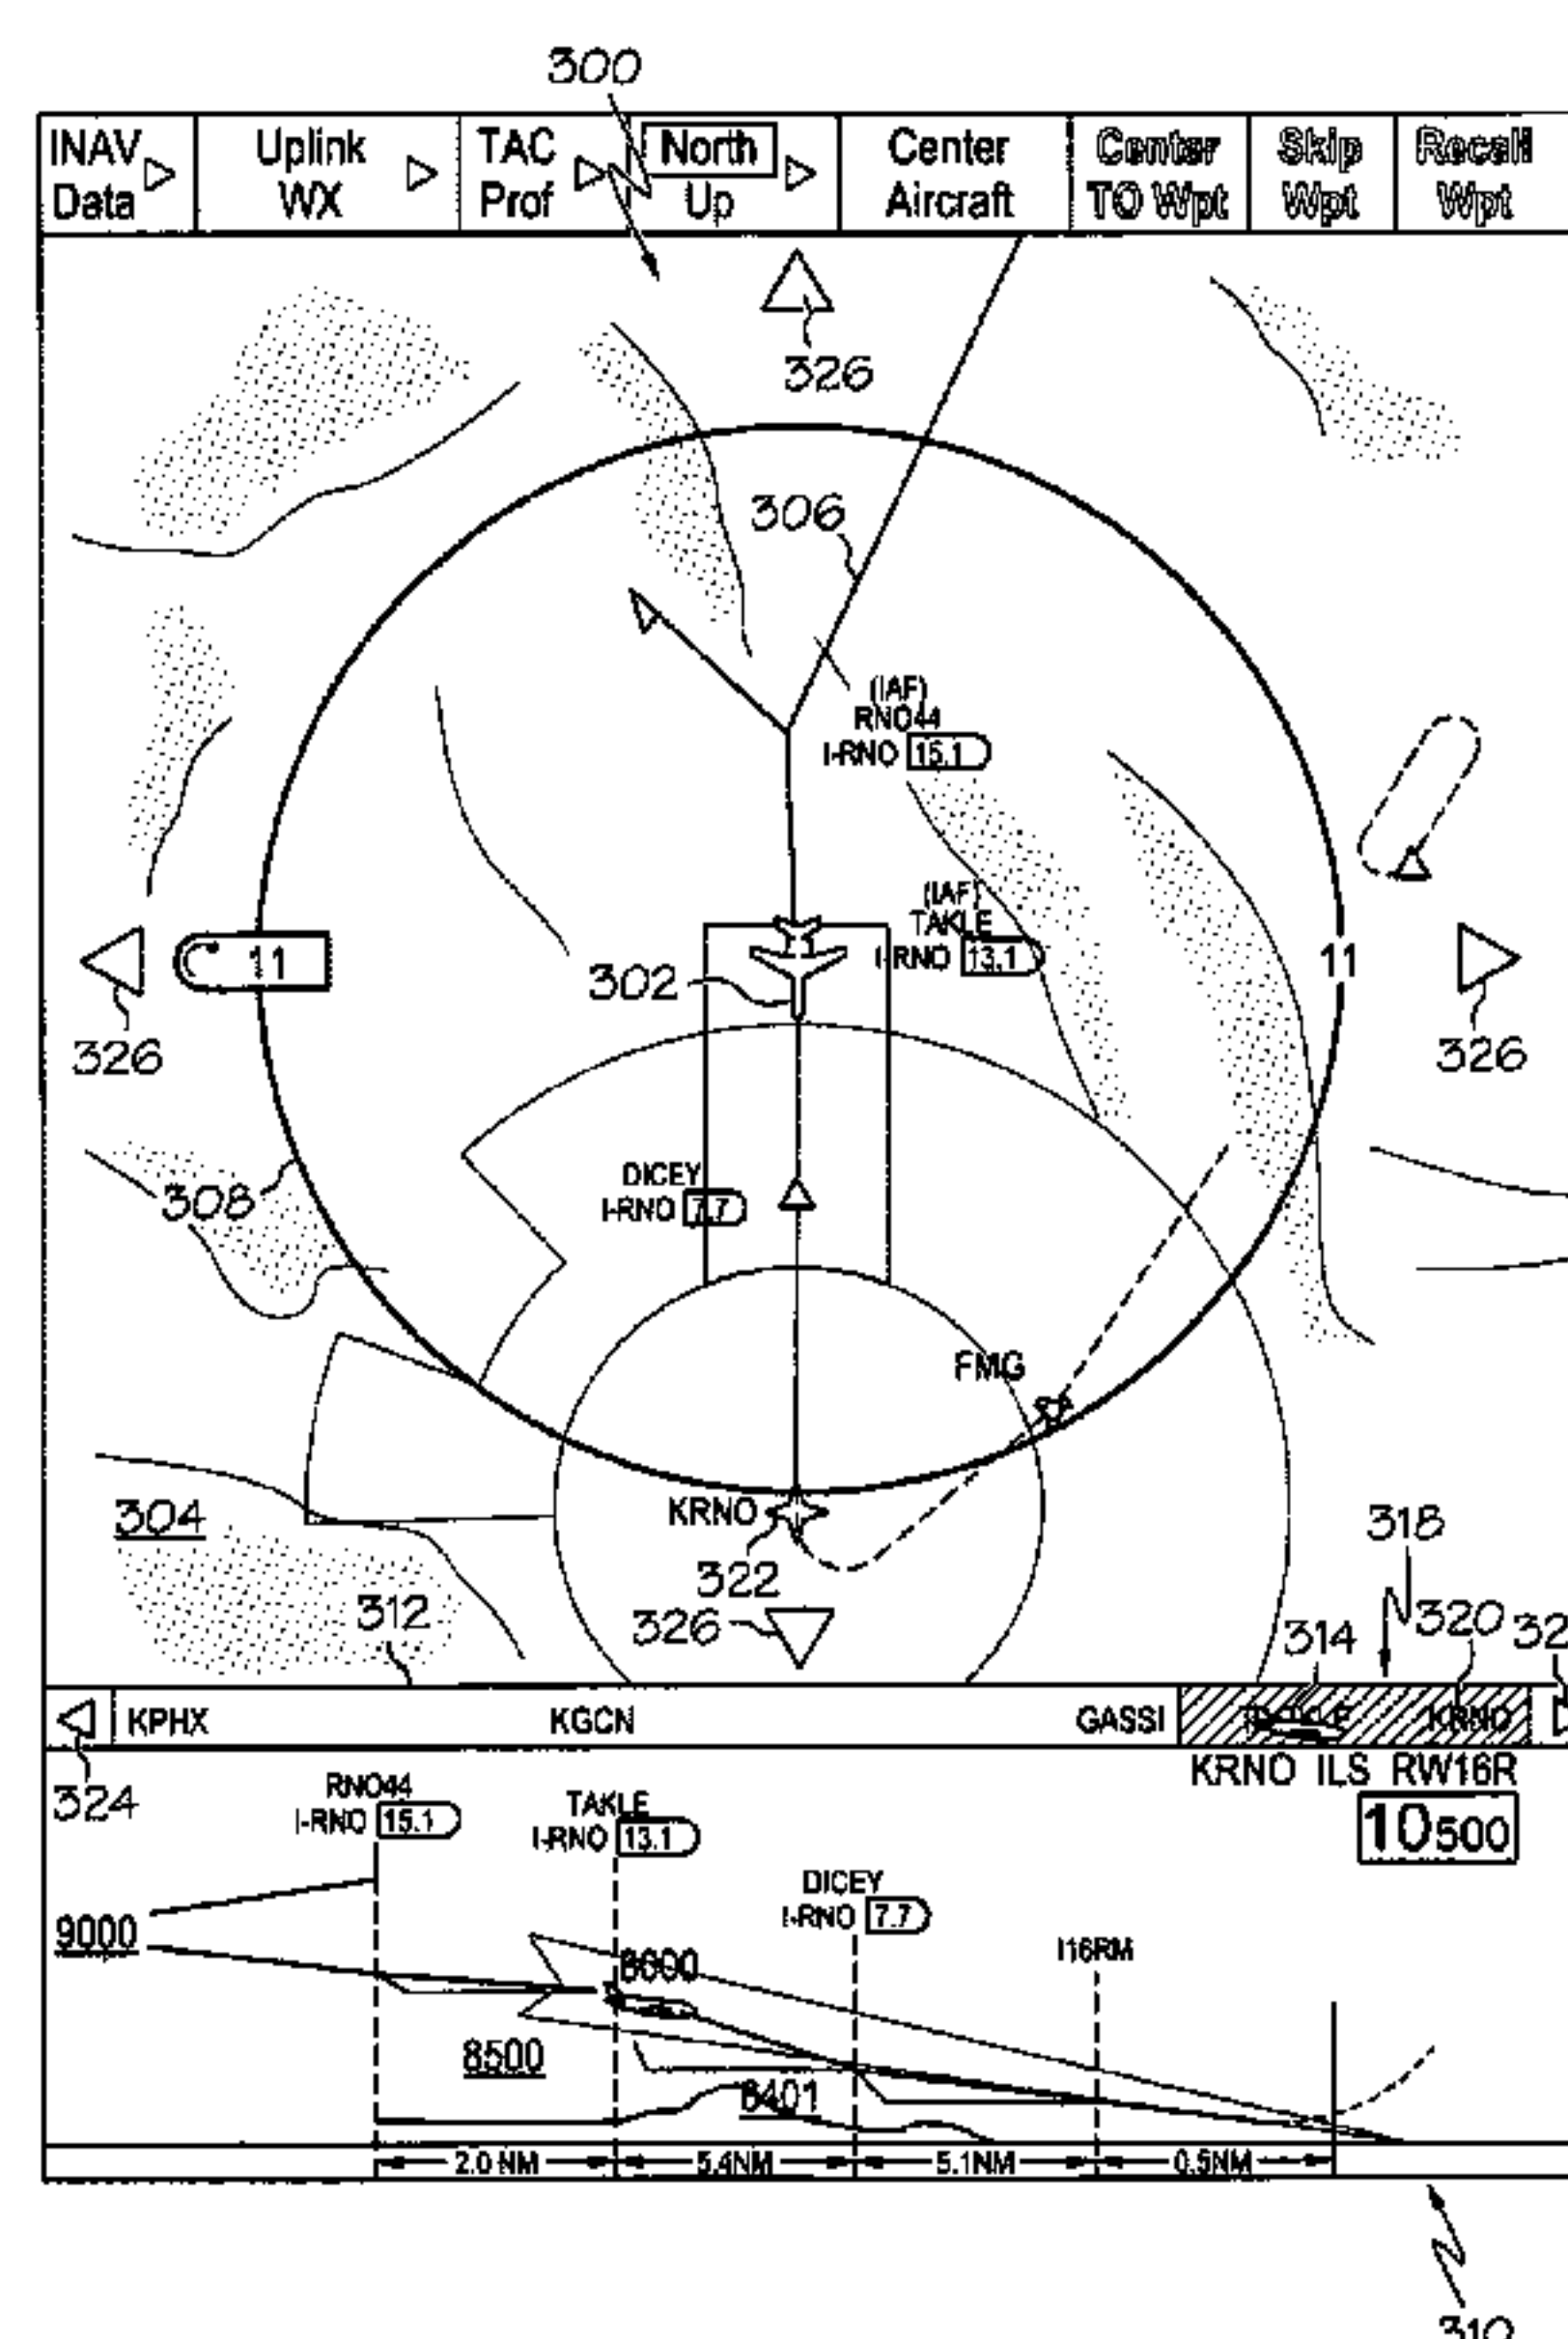 300
INAV Data
Uplink WX
TAC Prof
North Up
Center Aircraft
Center TO Wpt
Skip Wpt
Recall Wpt
326
306
(IAF)
RNO44
I-RNO 15.1
(IAF)
TAKLE
I-RNO 13.1
11
11
302
326
326
DICEY
I-RNO 7.7
308
FMG
KRNO
304
322
318
312
326
314
320
KPHX
KGCN
GASSI
KRNO
KRNO ILS RW16R
324
RNO44
I-RNO 15.1
TAKLE
I-RNO 13.1
10500
DICEY
I-RNO 7.7
9000
I16RM
8500
2.0 NM
5.4NM
5.1NM
0.5NM
310